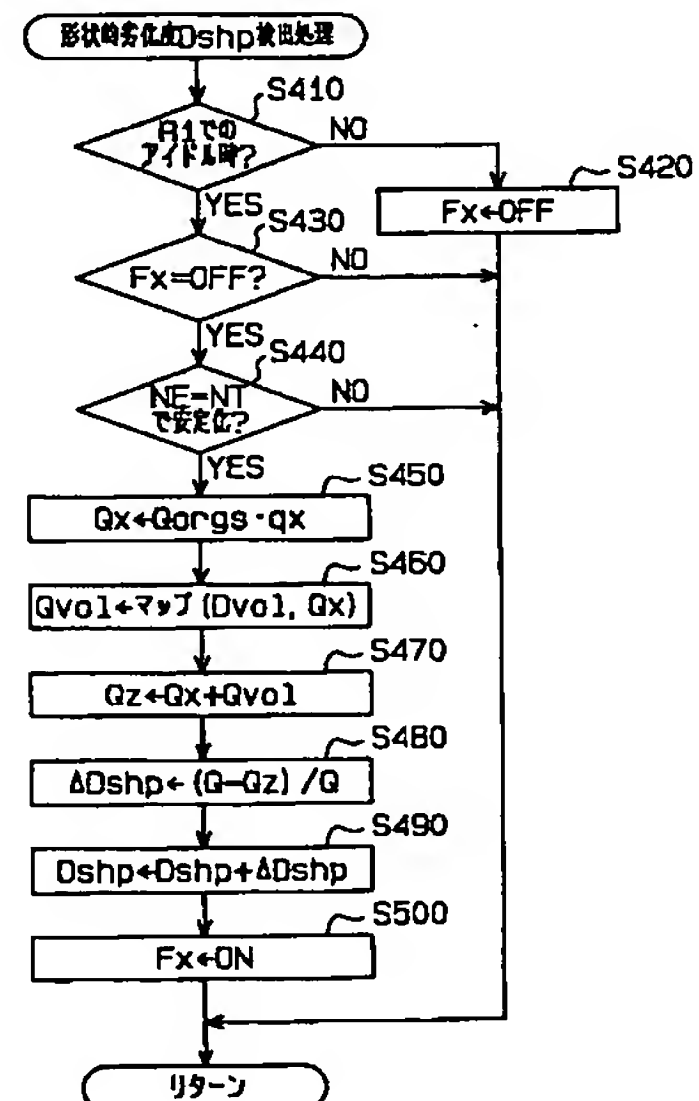 形状的劣化度Dshp検出処理
S410
A1での
アイドル時?
NO
S420
Fx←OFF
YES
S430
Fx=OFF?
NO
YES
S440
NE=NT
で安定化?
NO
YES
S450
Qx←Qorgs・qx
S460
Qvol←マップ(Dvol, Qx)
S470
Qz←Qx+Qvol
S480
ΔDshp←(Q-Qz)/Q
S490
Dshp←Dshp+ΔDshp
S500
Fx←ON
リターン